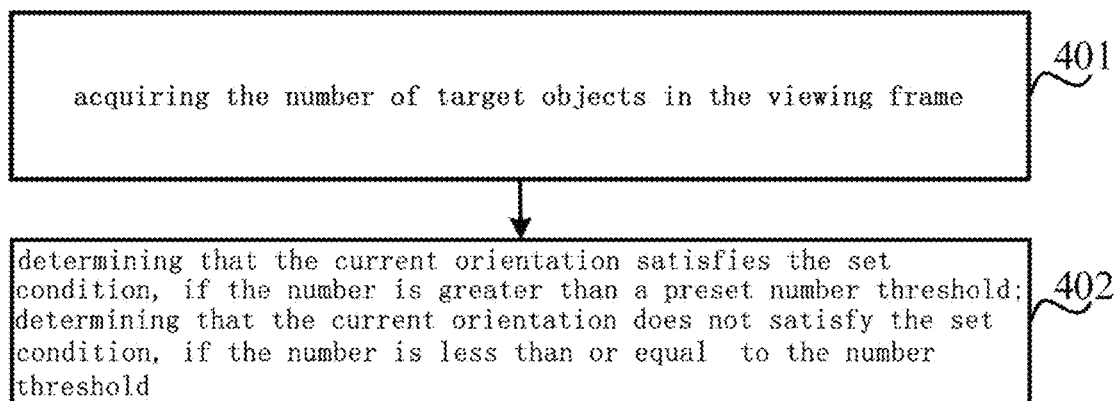 acquiring the number of target objects in the viewing frame
401
determining that the current orientation satisfies the set
condition, if the number is greater than a preset number threshold;
determining that the current orientation does not satisfy the set
condition, if the number is less than or equal to the number
threshold
402